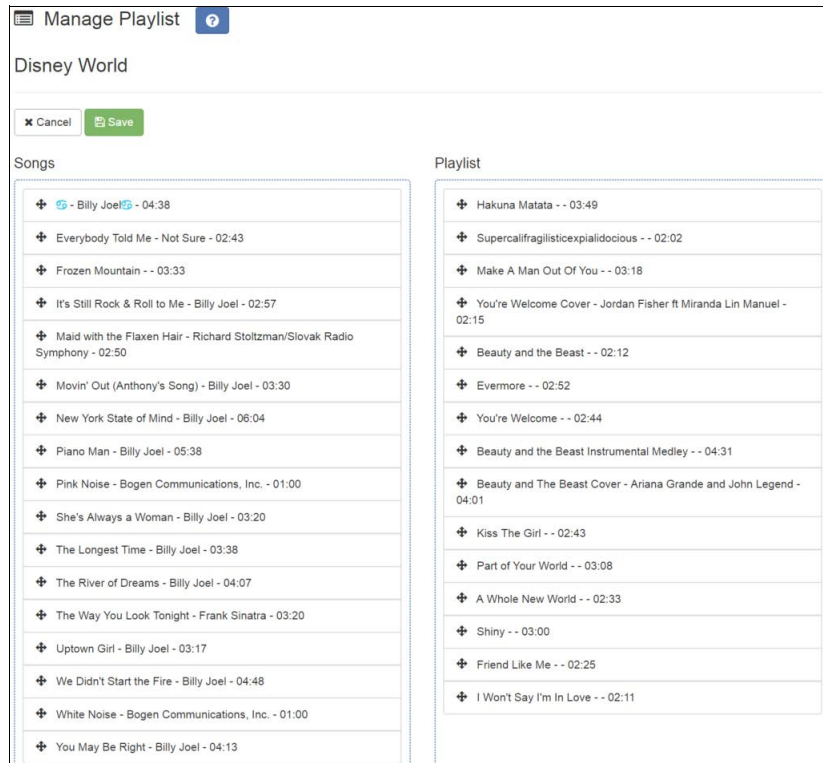 Manage Playlist
Disney World
Cancel Save
Songs
♋ - Billy Joel♋ - 04:38
Everybody Told Me - Not Sure - 02:43
Frozen Mountain - - 03:33
It's Still Rock & Roll to Me - Billy Joel - 02:57
Maid with the Flaxen Hair - Richard Stoltzman/Slovak Radio
Symphony - 02:50
Movin' Out (Anthony's Song) - Billy Joel - 03:30
New York State of Mind - Billy Joel - 06:04
Piano Man - Billy Joel - 05:38
Pink Noise - Bogen Communications, Inc. - 01:00
She's Always a Woman - Billy Joel - 03:20
The Longest Time - Billy Joel - 03:38
The River of Dreams - Billy Joel - 04:07
The Way You Look Tonight - Frank Sinatra - 03:20
Uptown Girl - Billy Joel - 03:17
We Didn't Start the Fire - Billy Joel - 04:48
White Noise - Bogen Communications, Inc. - 01:00
You May Be Right - Billy Joel - 04:13
Playlist
Hakuna Matata - - 03:49
Supercalifragilisticexpialidocious - - 02:02
Make A Man Out Of You - - 03:18
You're Welcome Cover - Jordan Fisher ft Miranda Lin Manuel -
02:15
Beauty and the Beast - - 02:12
Evermore - - 02:52
You're Welcome - - 02:44
Beauty and the Beast Instrumental Medley - - 04:31
Beauty and The Beast Cover - Ariana Grande and John Legend -
04:01
Kiss The Girl - - 02:43
Part of Your World - - 03:08
A Whole New World - - 02:33
Shiny - - 03:00
Friend Like Me - - 02:25
I Won't Say I'm In Love - - 02:11